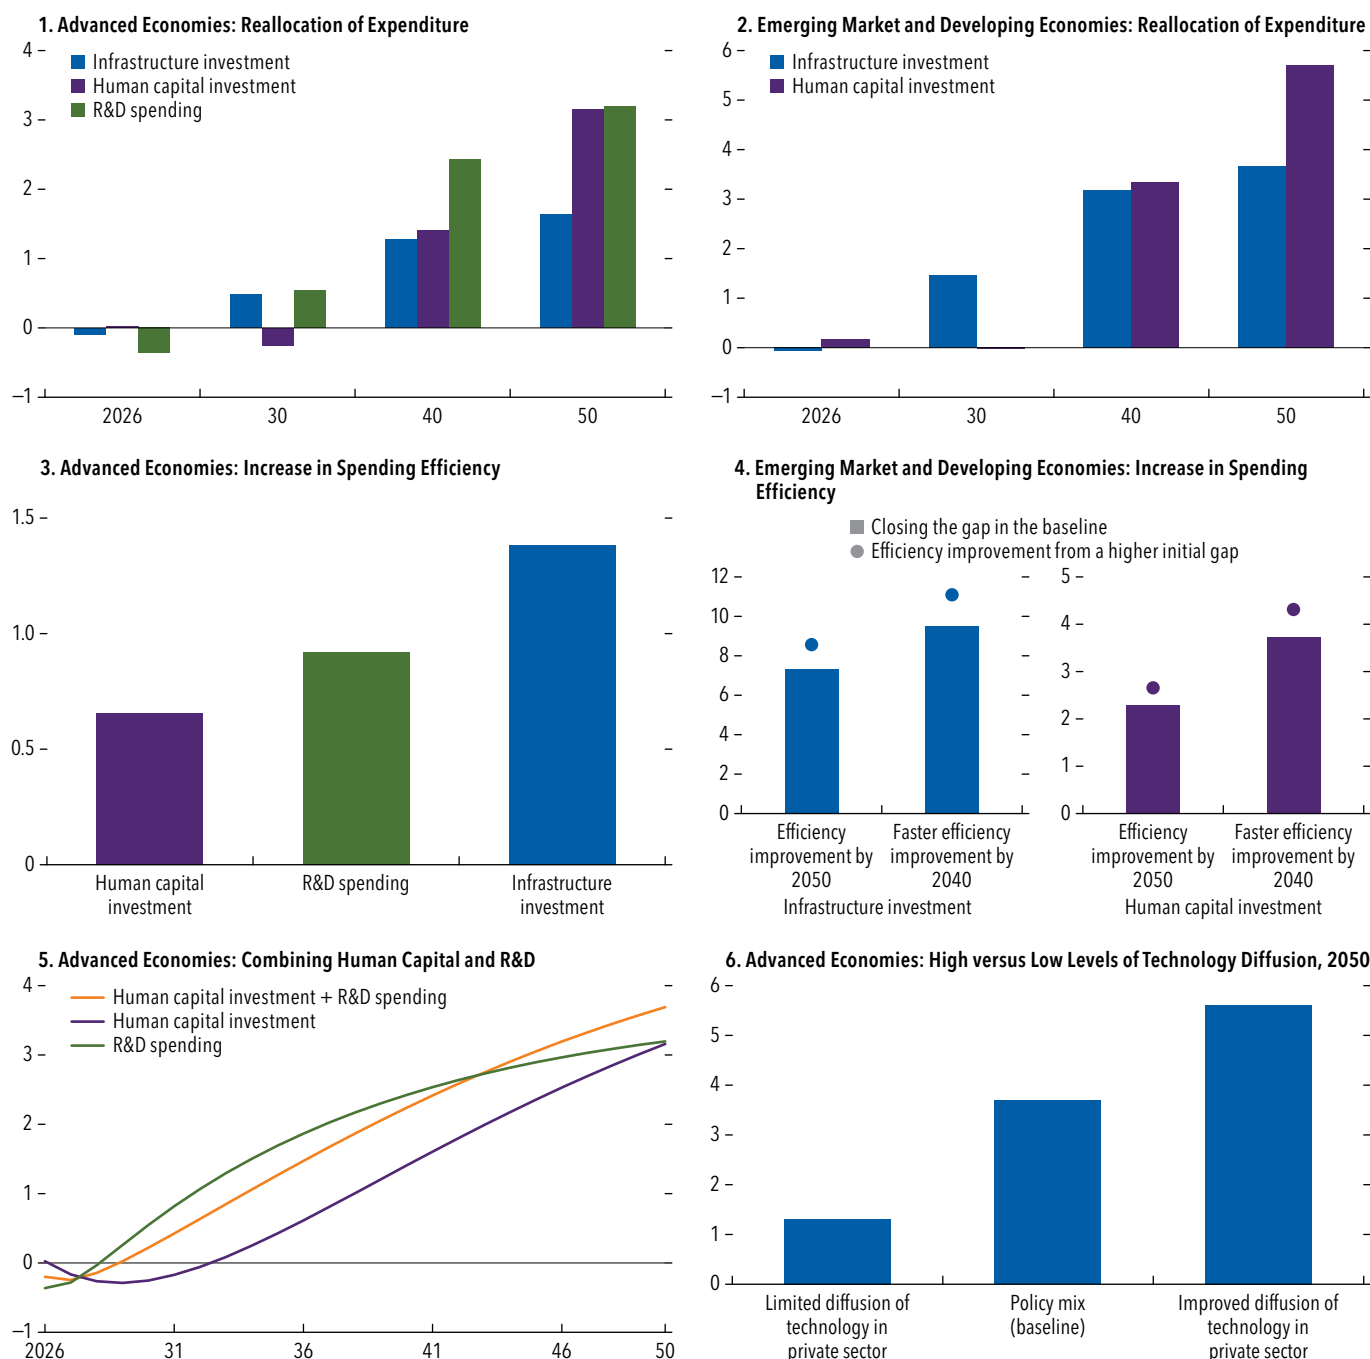 1. Advanced Economies: Reallocation of Expenditure
4 –
Infrastructure investment
Human capital investment
R&D spending
3 –
2 –
1 –
0
–1
2026
30
40
50
2. Emerging Market and Developing Economies: Reallocation of Expenditure
6 –
Infrastructure investment
Human capital investment
5 –
4 –
3 –
2 –
1 –
0
–1
2026
30
40
50
3. Advanced Economies: Increase in Spending Efficiency
1.5 –
1.0 –
0.5 –
0
Human capital
investment
R&D spending
Infrastructure
investment
4. Emerging Market and Developing Economies: Increase in Spending
Efficiency
Closing the gap in the baseline
Efficiency improvement from a higher initial gap
12 –
10 –
8 –
6 –
4 –
2 –
0
Efficiency
improvement by
2050
Faster efficiency
improvement by
2040
Infrastructure investment
5 –
4 –
3 –
2 –
1 –
0
Efficiency
improvement by
2050
Faster efficiency
improvement by
2040
Human capital investment
5. Advanced Economies: Combining Human Capital and R&D
4 –
Human capital investment + R&D spending
Human capital investment
R&D spending
3 –
2 –
1 –
0
–1
2026
31
36
41
46
50
6. Advanced Economies: High versus Low Levels of Technology Diffusion, 2050
6 –
5 –
4 –
3 –
2 –
1 –
0
Limited diffusion of
technology in
private sector
Policy mix
(baseline)
Improved diffusion of
technology in
private sector